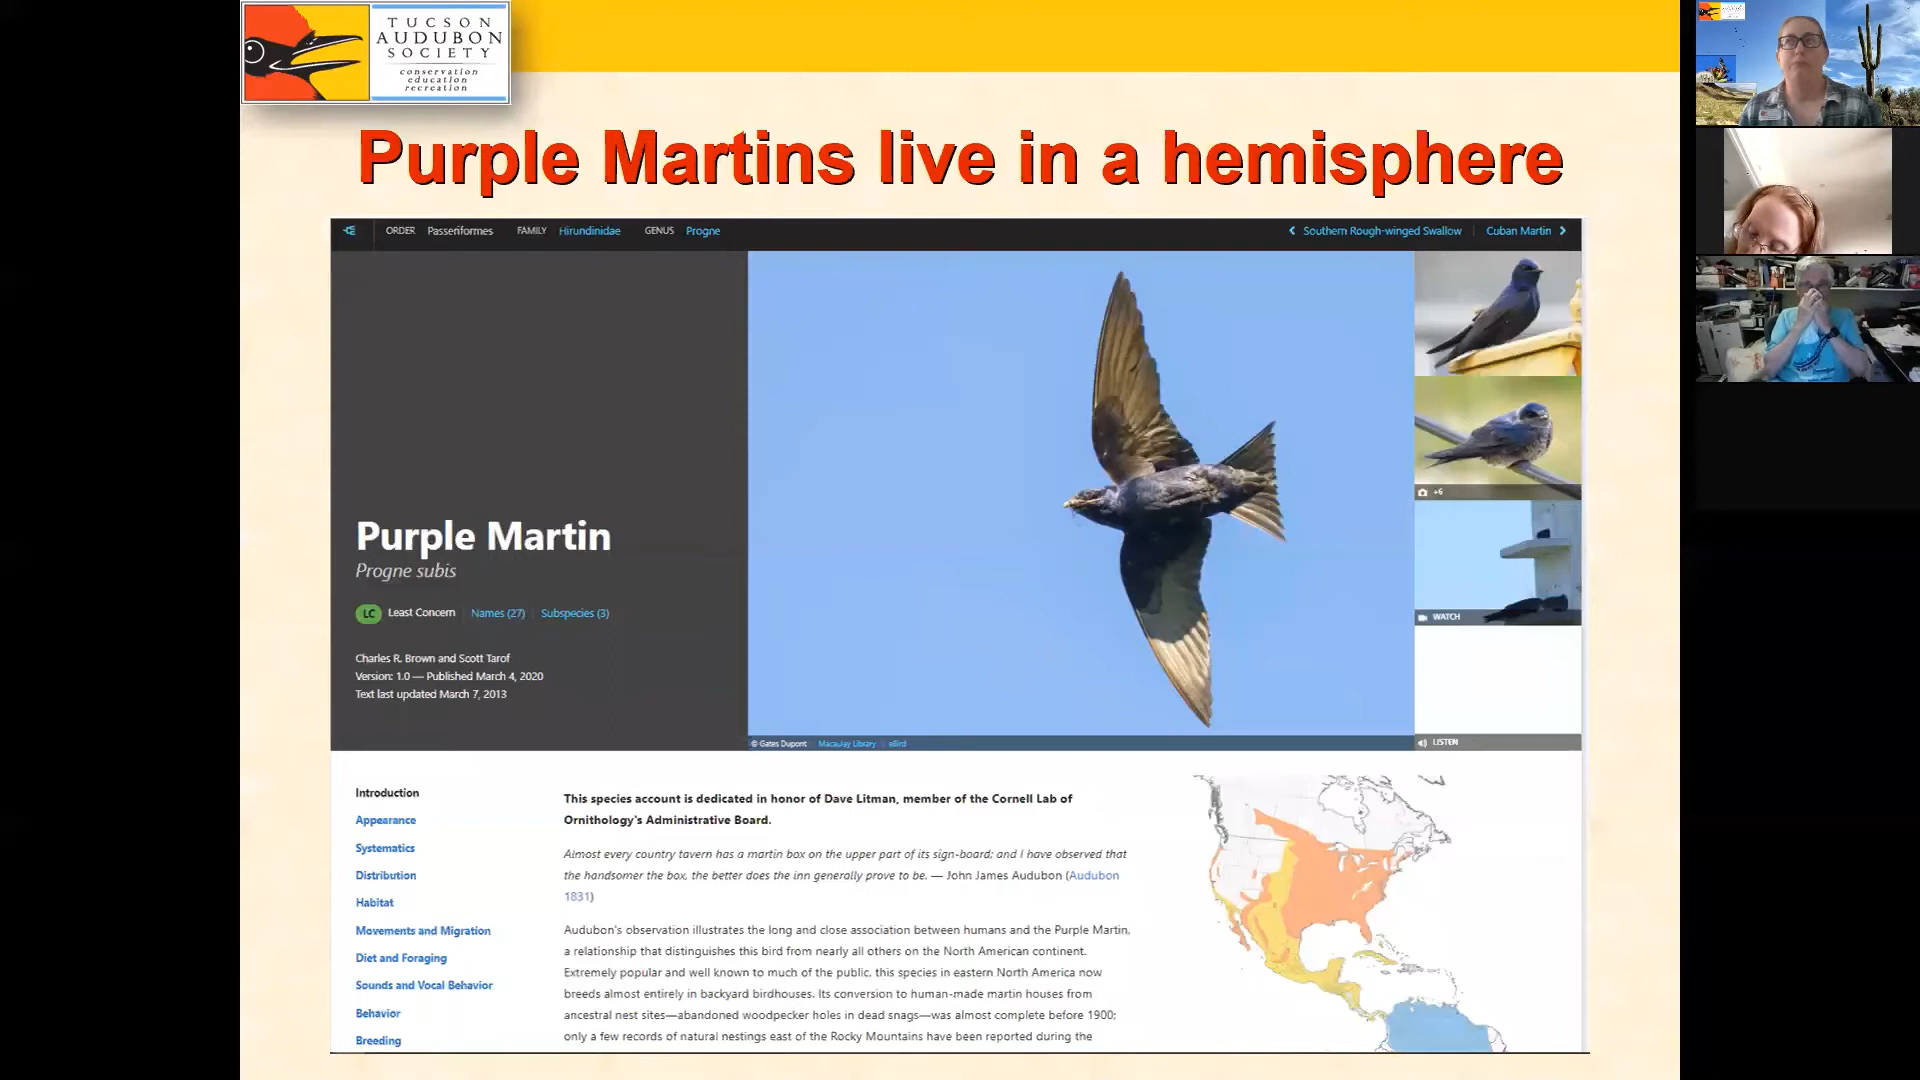 TUCSON
AUDUBON
SOCIETY
conservation
education
recreation
Purple Martins live in a hemisphere
ORDER Passeriformes FAMILY Hirundinidae GENUS Progne
Southern Rough-winged Swallow Cuban Martin
Purple Martin
Progne subis
LC Least Concern Names (27) Subspecies (3)
Charles R. Brown and Scott Tarof
Version: 1.0 — Published March 4, 2020
Text last updated March 7, 2013
+6
WATCH
LISTEN
© Gates Dupont Macaulay Library eBird
Introduction
Appearance
Systematics
Distribution
Habitat
Movements and Migration
Diet and Foraging
Sounds and Vocal Behavior
Behavior
Breeding
This species account is dedicated in honor of Dave Litman, member of the Cornell Lab of
Ornithology's Administrative Board.
Almost every country tavern has a martin box on the upper part of its sign-board; and I have observed that
the handsomer the box, the better does the inn generally prove to be. — John James Audubon (Audubon
1831)
Audubon's observation illustrates the long and close association between humans and the Purple Martin,
a relationship that distinguishes this bird from nearly all others on the North American continent.
Extremely popular and well known to much of the public, this species in eastern North America now
breeds almost entirely in backyard birdhouses. Its conversion to human-made martin houses from
ancestral nest sites—abandoned woodpecker holes in dead snags—was almost complete before 1900;
only a few records of natural nestings east of the Rocky Mountains have been reported during the